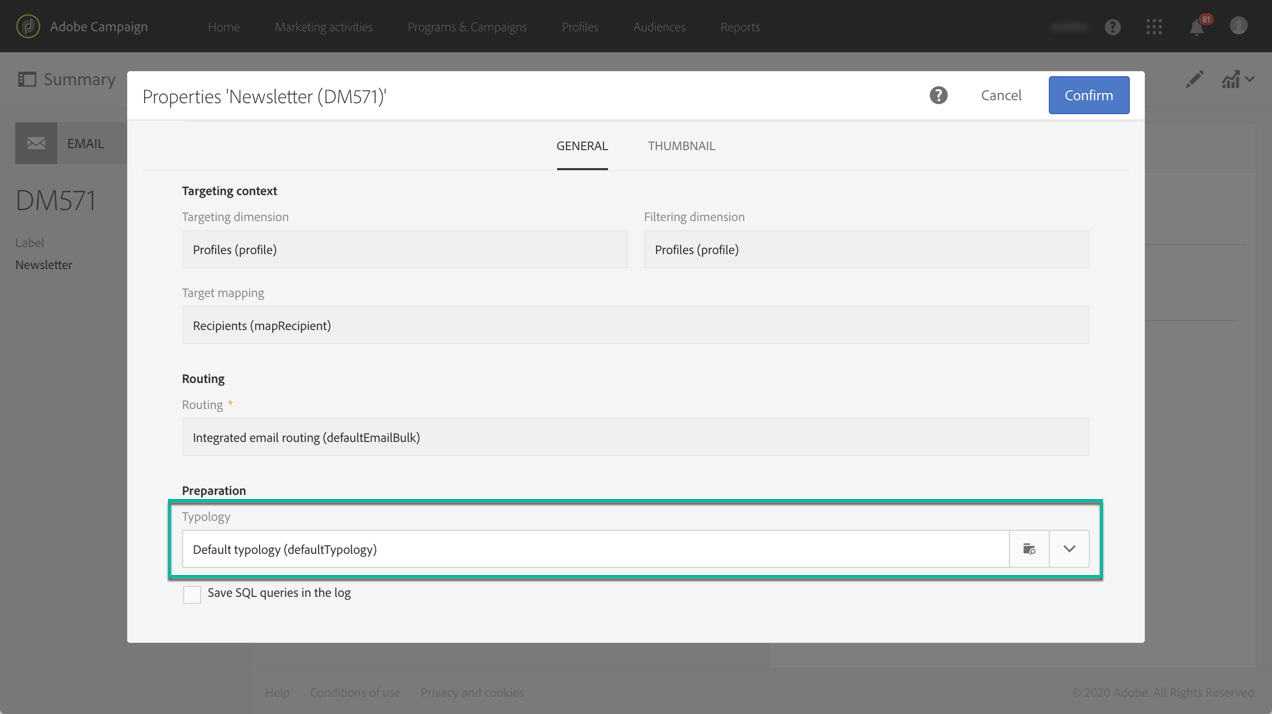 Adobe Campaign
Home
Marketing activities
Programs & Campaigns
Profiles
Audiences
Reports
?
81
Summary
Properties 'Newsletter (DM571)'
?
Cancel
Confirm
EMAIL
GENERAL
THUMBNAIL
DM571
Label
Newsletter
Targeting context
Targeting dimension
Filtering dimension
Profiles (profile)
Profiles (profile)
Target mapping
Recipients (mapRecipient)
Routing
Routing *
Integrated email routing (defaultEmailBulk)
Preparation
Typology
Default typology (defaultTypology)
Save SQL queries in the log
Help
Conditions of use
Privacy and cookies
© 2020 Adobe. All Rights Reserved.